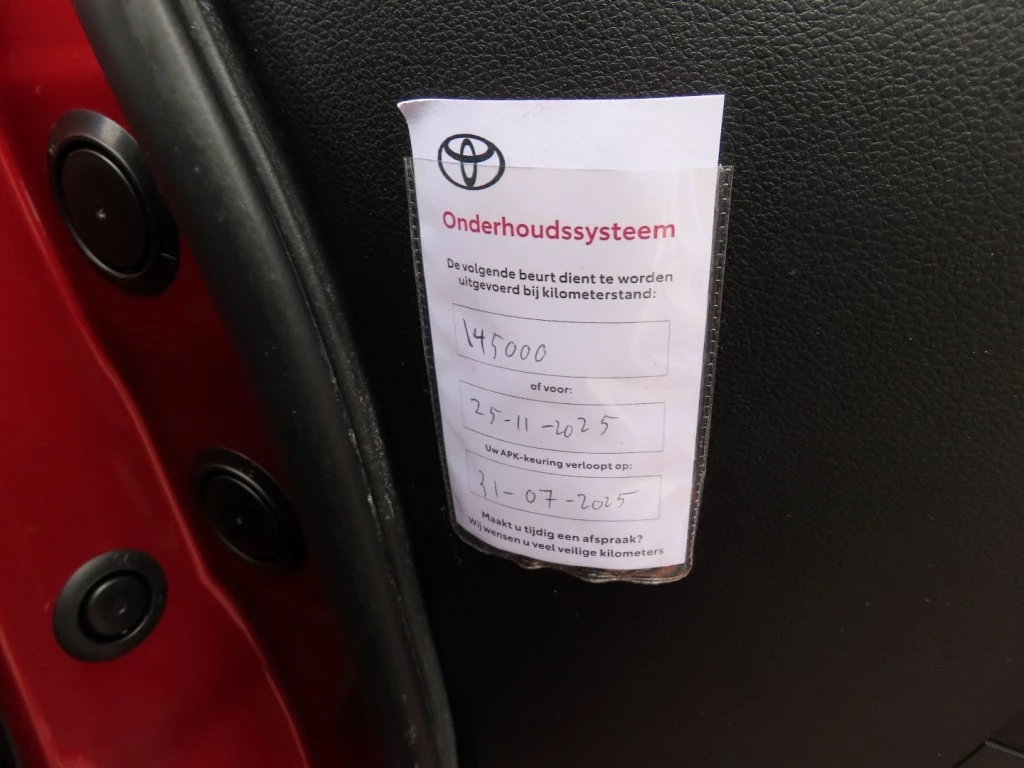 Onderhoudssysteem
De volgende beurt dient te worden
uitgevoerd bij kilometerstand:
145000
of voor:
25-11-2025
Uw APK-keuring verloopt op:
31-07-2025
Maakt u tijdig een afspraak?
Wij wensen u veel veilige kilometers